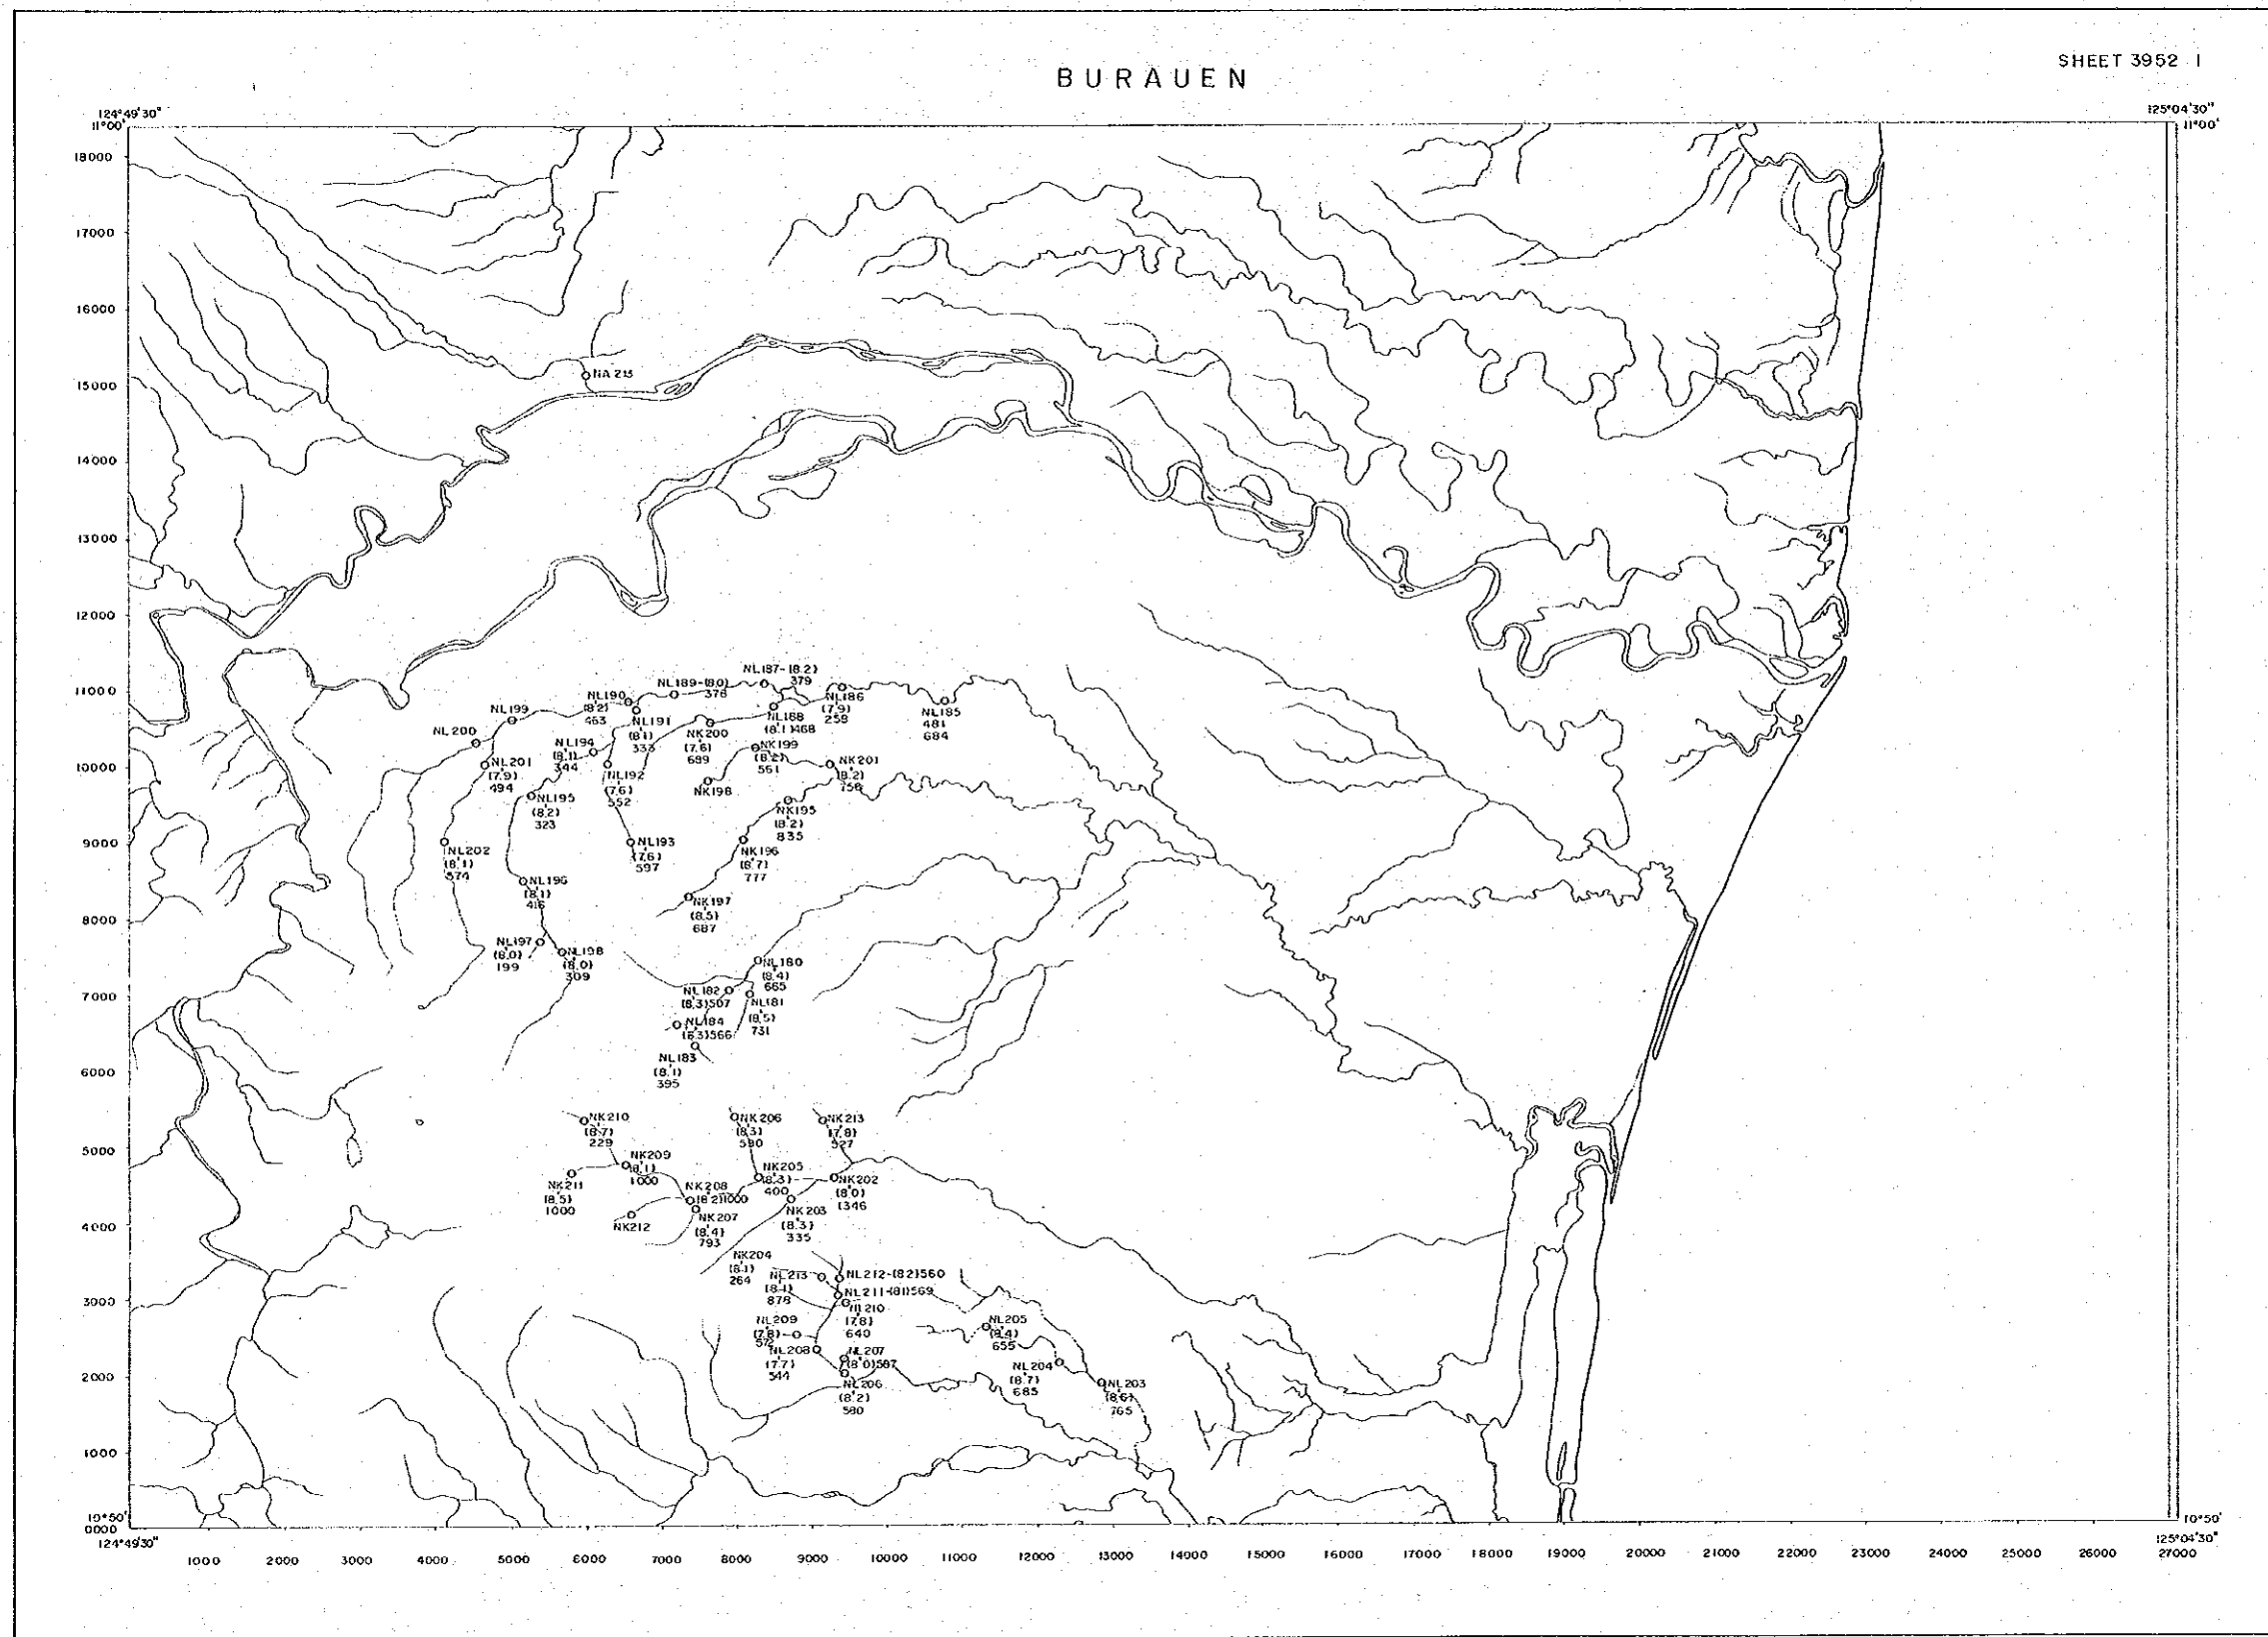 SHEET 3952 I
BURAUEN
124°49'30"
125°04'30"
11°00'
11°00'
18000
17000
16000
15000
14000
13000
12000
11000
10000
9000
8000
7000
6000
5000
4000
3000
2000
1000
0000
NA 215
NL187-(8.2)
379
NL189-(8.0)
378
NL190
(8.2)
463
NL186
(7.9)
258
NL185
481
684
NL199
NL191
(8.1)
333
NL188
(8.1)468
NL200
NK200
(7.6)
699
NL194
(8.1)
344
NK199
(8.2)
561
NK201
(8.2)
756
NL201
(7.9)
494
NL192
(7.6)
552
NK198
NL195
(8.2)
323
NK195
(8.2)
835
NL193
(7.6)
597
NK196
(8.7)
777
NL202
(8.1)
574
NL196
(8.1)
416
NK197
(8.5)
687
NL197
(8.0)
199
NL198
(8.0)
309
NL180
(8.4)
665
NL182
(8.3)507
NL181
(8.5)
731
NL184
(8.3)566
NL183
(8.1)
395
NK210
(8.7)
229
NK206
(8.3)
590
NK213
(7.8)
527
NK209
(8.1)
1000
NK205
(8.3)
400
NK211
(8.5)
1000
NK208
(8.2)1000
NK202
(8.0)
1346
NK212
NK207
(8.4)
793
NK203
(8.3)
335
NK204
(8.1)
264
NL213
(8.1)
878
NL212-(8.2)560
NL211-(8.1)569
NL210
(7.8)
640
NL209
(7.8)
NL205
(8.4)
655
NL208
(7.7)
544
NL207
(8.0)587
NL204
(8.7)
685
NL206
(8.2)
580
NL203
(8.6)
765
10°50'
10°50'
124°49'30"
125°04'30"
1000 2000 3000 4000 5000 6000 7000 8000 9000 10000 11000 12000 13000 14000 15000 16000 17000 18000 19000 20000 21000 22000 23000 24000 25000 26000 27000